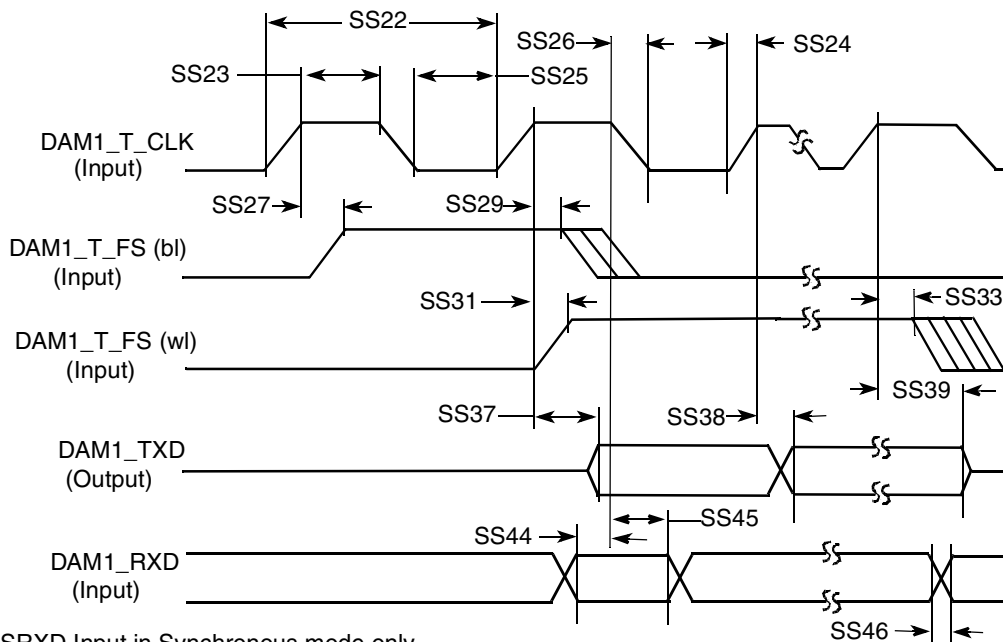 SS22
SS26
SS24
SS23
SS25
DAM1_T_CLK
(Input)
SS27
SS29
DAM1_T_FS (bl)
(Input)
SS31
SS33
DAM1_T_FS (wl)
(Input)
SS39
SS37
SS38
DAM1_TXD
(Output)
SS44
SS45
DAM1_RXD
(Input)
SS46
SRXD Input in Synchronous mode only